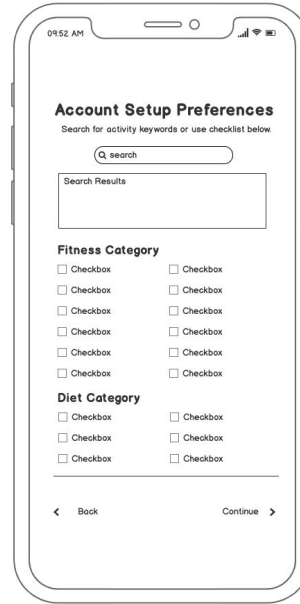 09:52 AM
Account Setup Preferences
Search for activity keywords or use checklist below.
search
Search Results
Fitness Category
Checkbox Checkbox
Checkbox Checkbox
Checkbox Checkbox
Checkbox Checkbox
Checkbox Checkbox
Checkbox Checkbox
Diet Category
Checkbox Checkbox
Checkbox Checkbox
Checkbox Checkbox
Back Continue